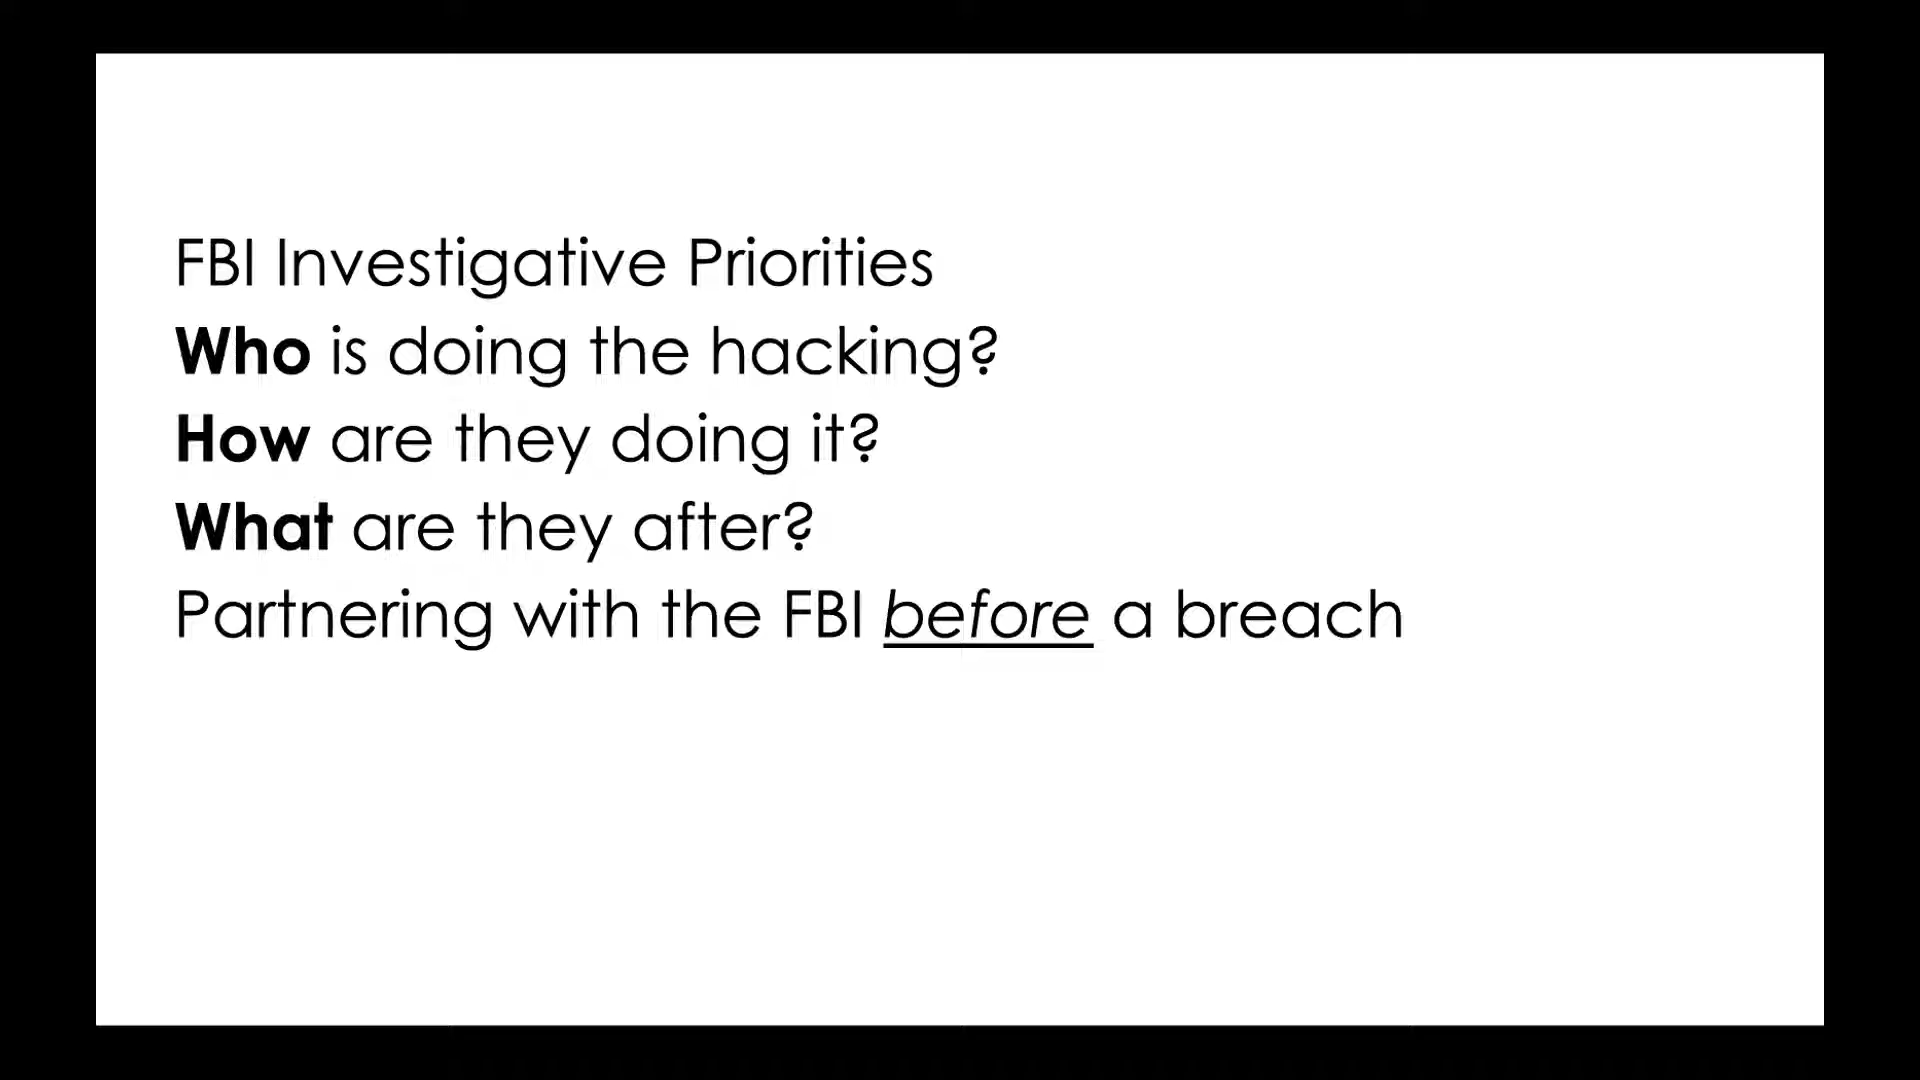 FBI Investigative Priorities
Who is doing the hacking?
How are they doing it?
What are they after?
Partnering with the FBI before a breach